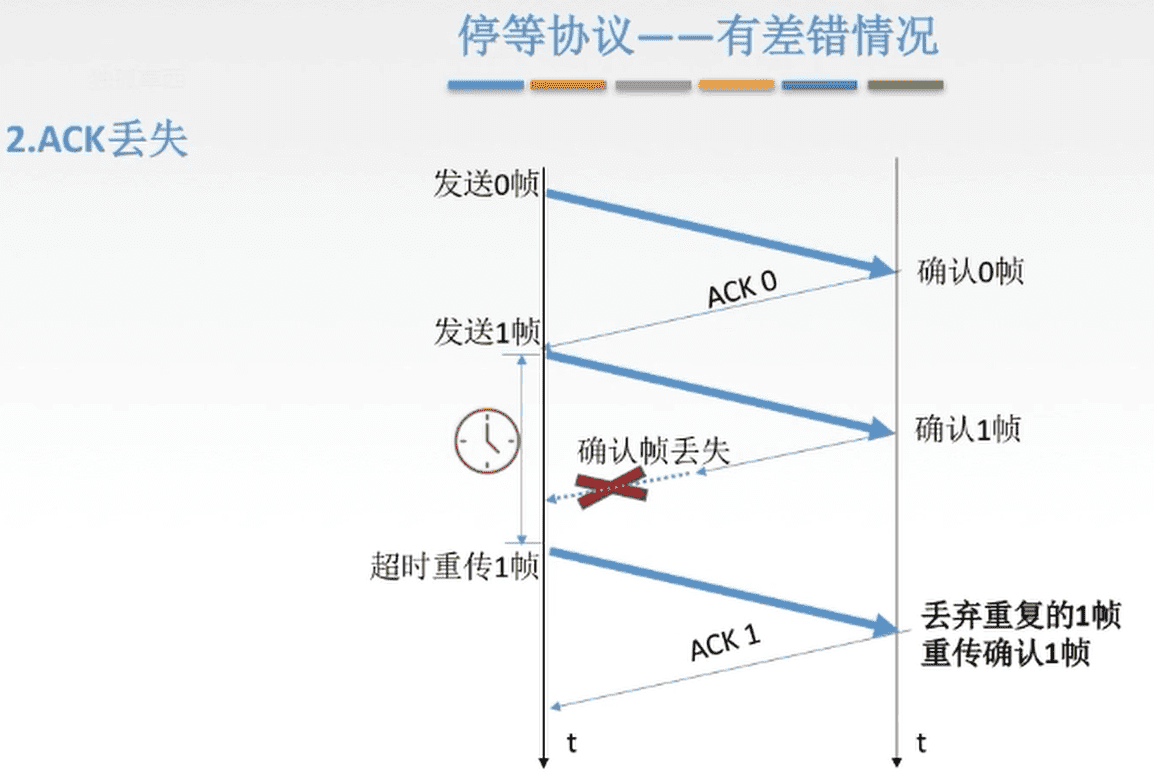 停等协议——有差错情况
2.ACK丢失
发送0帧
确认0帧
ACK 0
发送1帧
确认1帧
确认帧丢失
超时重传1帧
丢弃重复的1帧
重传确认1帧
ACK 1
t
t